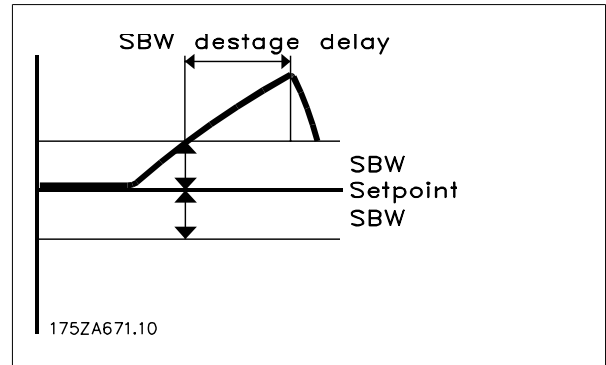 SBW destage delay
SBW
Setpoint
SBW
175ZA671.10